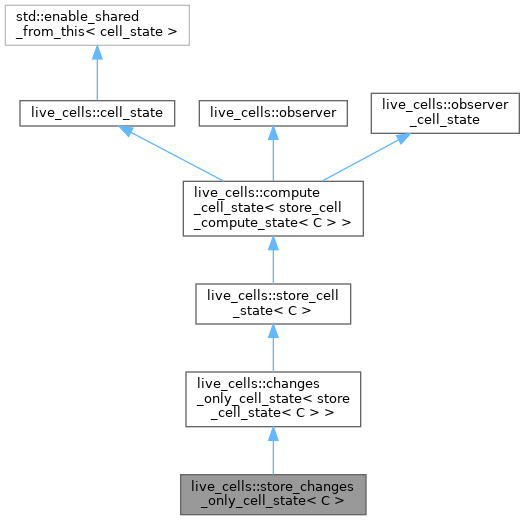 std::enable_shared
_from_this< cell_state >
live_cells::cell_state
live_cells::observer
live_cells::observer
_cell_state
live_cells::compute
_cell_state< store_cell
_compute_state< C > >
live_cells::store_cell
_state< C >
live_cells::changes
_only_cell_state< store
_cell_state< C > >
live_cells::store_changes
_only_cell_state< C >